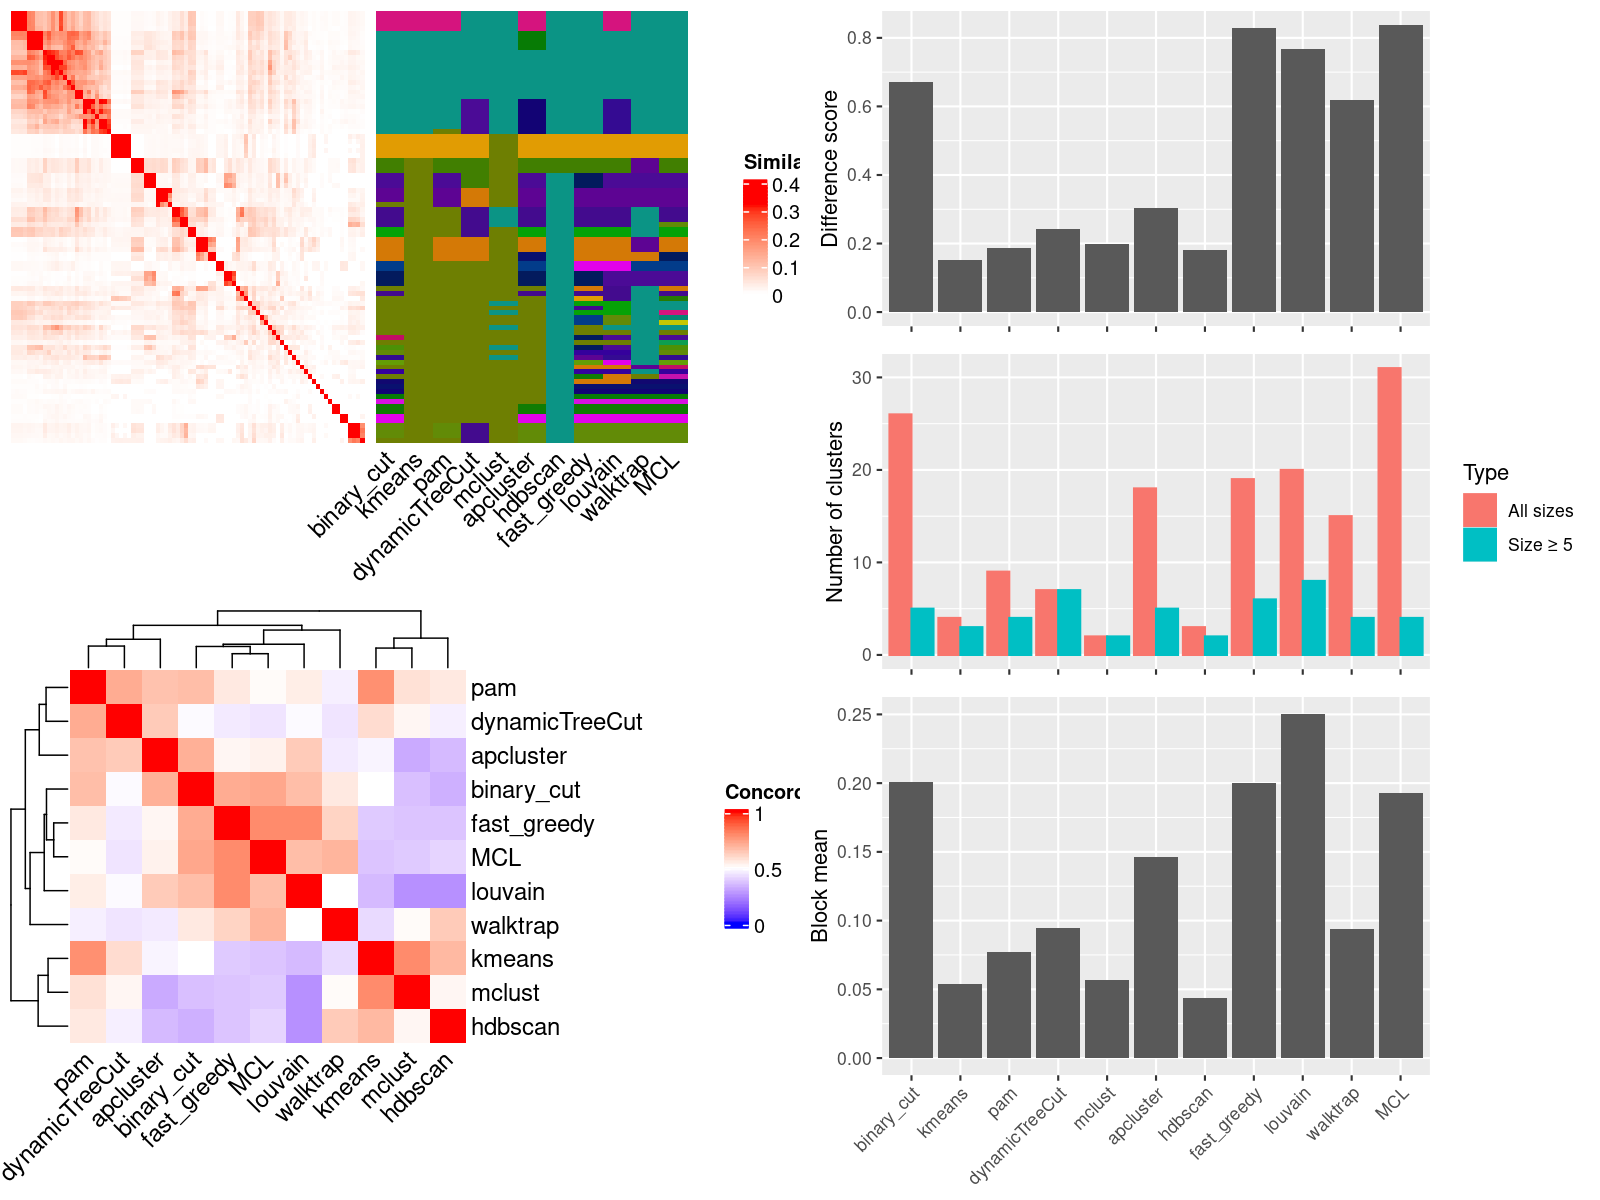 Simila
0.4
0.3
0.2
0.1
0
binary_cut
kmeans
pam
dynamicTreeCut
mclust
apcluster
hdbscan
fast_greedy
louvain
walktrap
MCL
pam
dynamicTreeCut
apcluster
binary_cut
fast_greedy
MCL
louvain
walktrap
kmeans
mclust
hdbscan
pam
dynamicTreeCut
apcluster
binary_cut
fast_greedy
MCL
louvain
walktrap
kmeans
mclust
hdbscan
Concord
1
0.5
0
Difference score
0.8
0.6
0.4
0.2
0.0
Number of clusters
30
20
10
0
Type
All sizes
Size ≥ 5
Block mean
0.25
0.20
0.15
0.10
0.05
0.00
binary_cut
kmeans
pam
dynamicTreeCut
mclust
apcluster
hdbscan
fast_greedy
louvain
walktrap
MCL